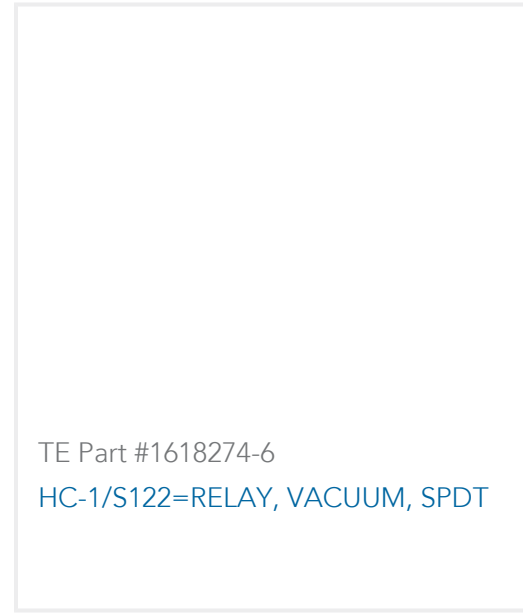 TE Part #1618274-6
HC-1/S122=RELAY, VACUUM, SPDT